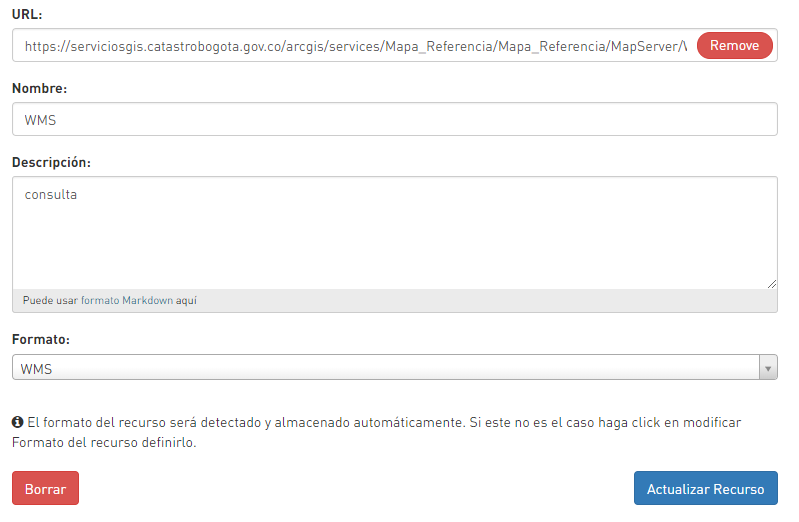 URL:
https://serviciosgis.catastrobogota.gov.co/arcgis/services/Mapa_Referencia/Mapa_Referencia/MapServer/
Remove
Nombre:
WMS
Descripción:
consulta
Puede usar formato Markdown aquí
Formato:
WMS
El formato del recurso será detectado y almacenado automáticamente. Si este no es el caso haga click en modificar
Formato del recurso definirlo.
Borrar
Actualizar Recurso